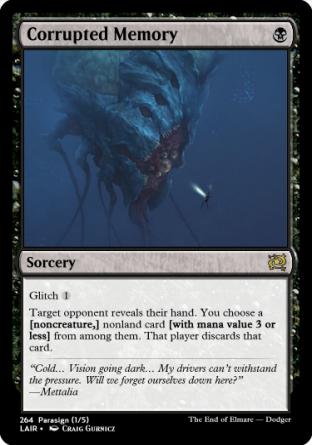 Corrupted Memory
Sorcery
Glitch 1
Target opponent reveals their hand. You choose a
[noncreature,] nonland card [with mana value 3 or
less] from among them. That player discards that
card.
“Cold… Vision going dark… My drivers can’t withstand
the pressure. Will we forget ourselves down here?”
—Mettalia
264 Parasign (1/5)
The End of Elmare — Dodger
LAIR • Craig Gurnicz